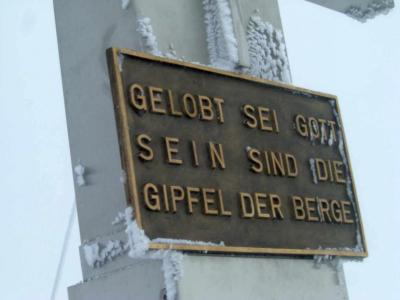 GELOBT SEI GOTT
SEIN SIND DIE
GIPFEL DER BERGE